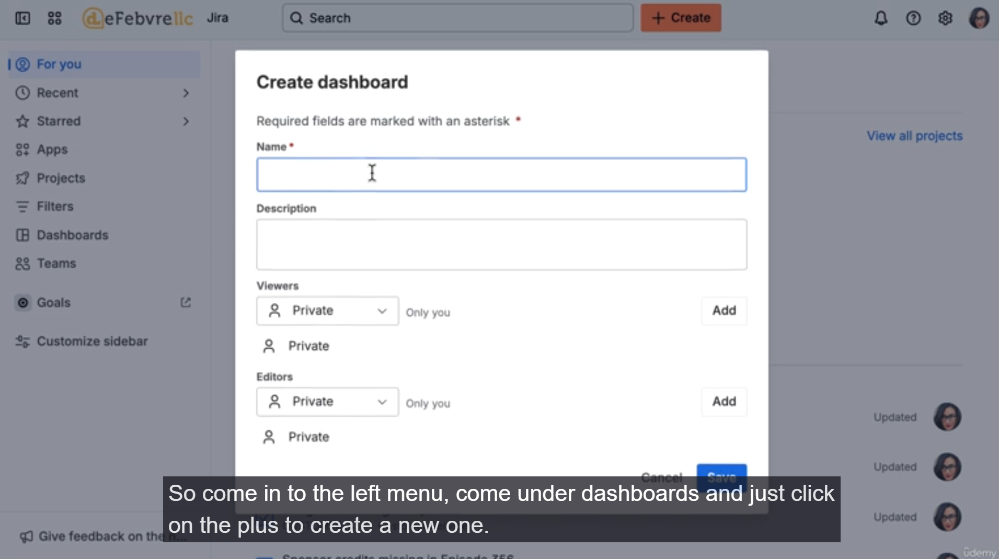 deFebvrellc Jira
Search
+ Create
For you
Recent
Starred
Apps
Projects
Filters
Dashboards
Teams
Goals
Customize sidebar
Give feedback on the n...
Create dashboard
Required fields are marked with an asterisk *
Name *
Description
Viewers
Private
Only you
Add
Private
Editors
Private
Only you
Add
Private
Cancel
Save
View all projects
Updated
Updated
Updated
So come in to the left menu, come under dashboards and just click
on the plus to create a new one.
Sponsor credits missing in Episode 356
udemy